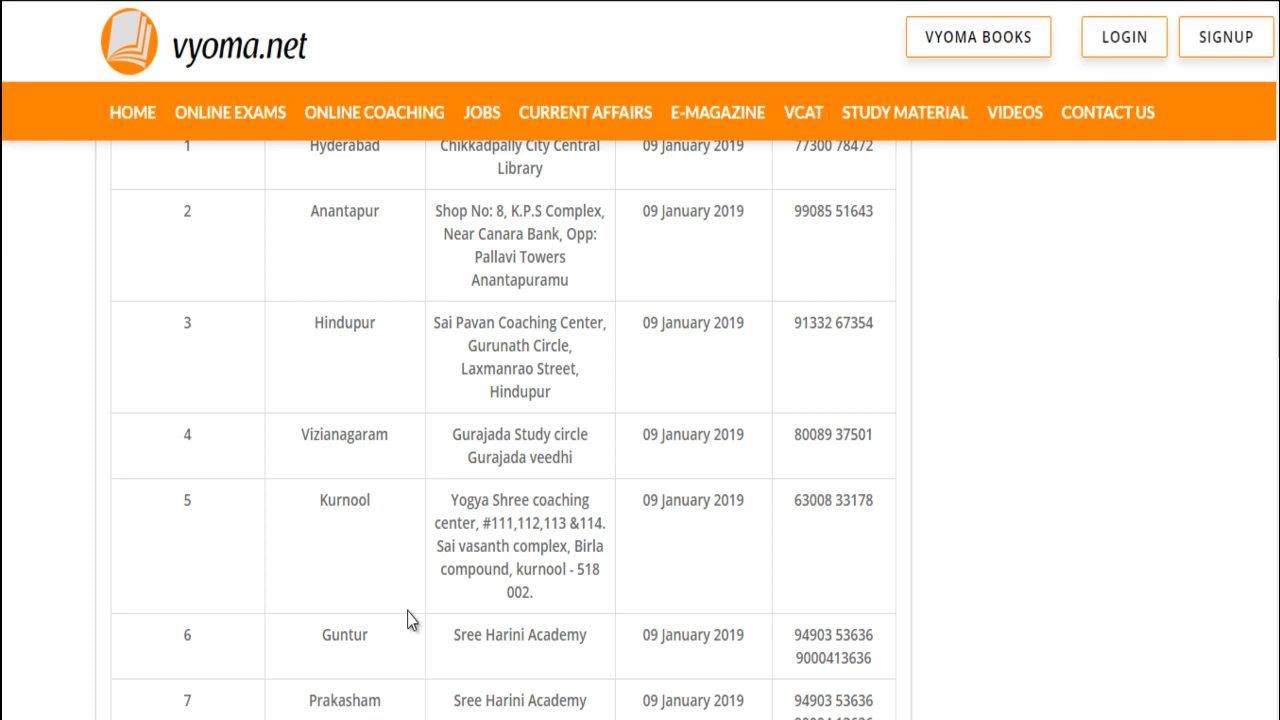 vyoma.net
VYOMA BOOKS
LOGIN
SIGNUP
HOME ONLINE EXAMS ONLINE COACHING JOBS CURRENT AFFAIRS E-MAGAZINE VCAT STUDY MATERIAL VIDEOS CONTACT US
1 Hyderabad Chikkadpally City Central 09 January 2019 77300 78472
Library
2 Anantapur Shop No: 8, K.P.S Complex, 09 January 2019 99085 51643
Near Canara Bank, Opp:
Pallavi Towers
Anantapuramu
3 Hindupur Sai Pavan Coaching Center, 09 January 2019 91332 67354
Gurunath Circle,
Laxmanrao Street,
Hindupur
4 Vizianagaram Gurajada Study circle 09 January 2019 80089 37501
Gurajada veedhi
5 Kurnool Yogya Shree coaching 09 January 2019 63008 33178
center, #111,112,113 &114.
Sai vasanth complex, Birla
compound, kurnool - 518
002.
6 Guntur Sree Harini Academy 09 January 2019 94903 53636
9000413636
7 Prakasham Sree Harini Academy 09 January 2019 94903 53636